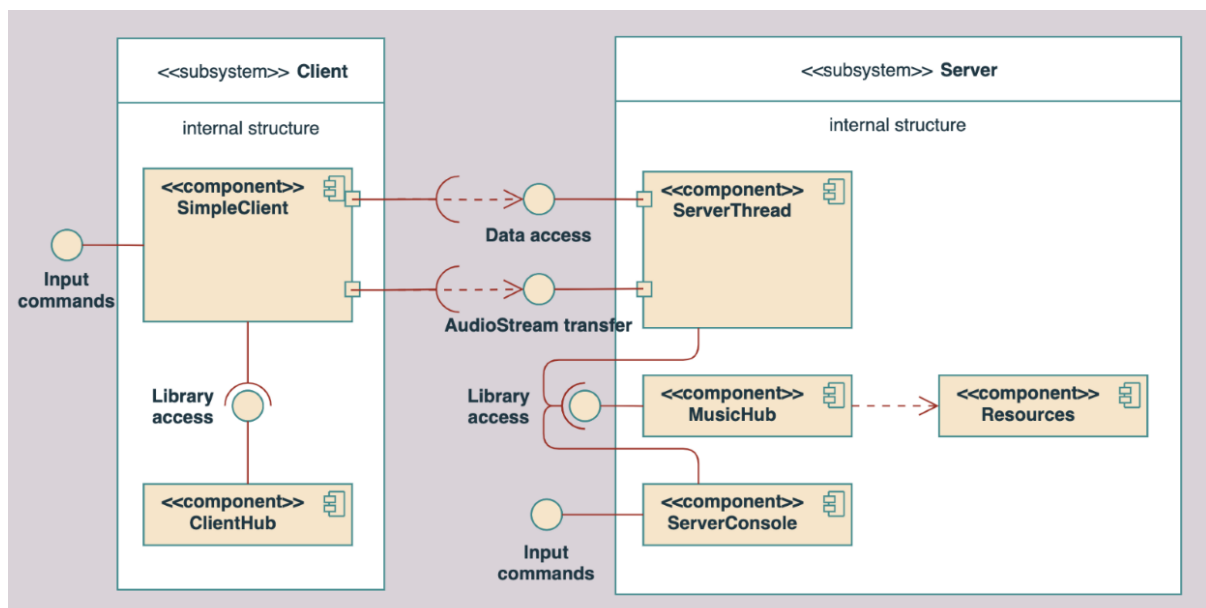 <<subsystem>> Client
internal structure
<<component>>
SimpleClient
Input
commands
Library
access
<<component>>
ClientHub
Data access
AudioStream transfer
<<subsystem>> Server
internal structure
<<component>>
ServerThread
Library
access
<<component>>
MusicHub
<<component>>
Resources
<<component>>
ServerConsole
Input
commands